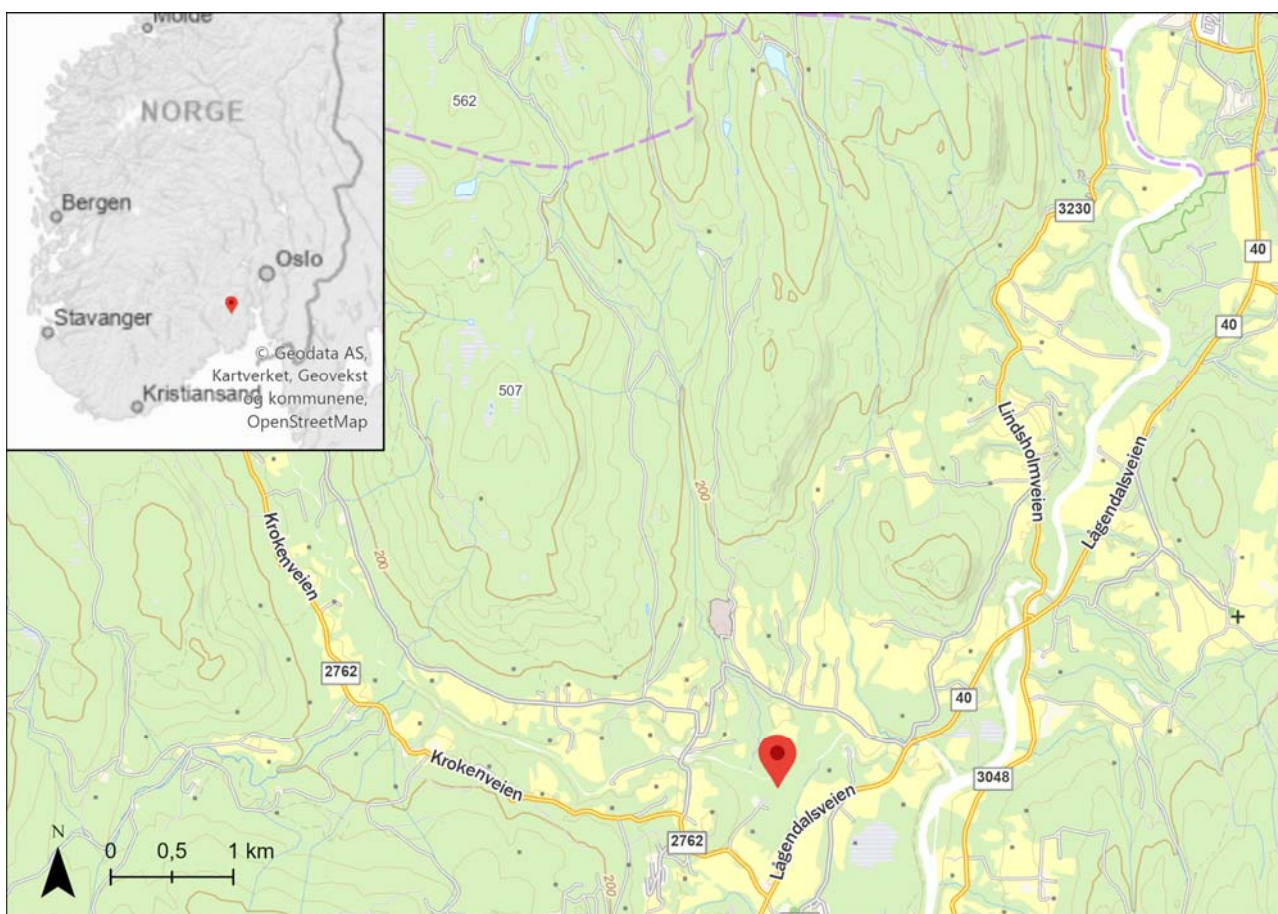 Molde
NORGE
Bergen
Oslo
Stavanger
Kristiansand
© Geodata AS,
Kartverket, Geovekst
og kommunene,
OpenStreetMap
562
3230
40
40
507
200
Lindsholmveien
Lågendalsveien
Krokenveien
200
2762
40
Krokenveien
3048
Lågendalsveien
2762
N
0 0,5 1 km